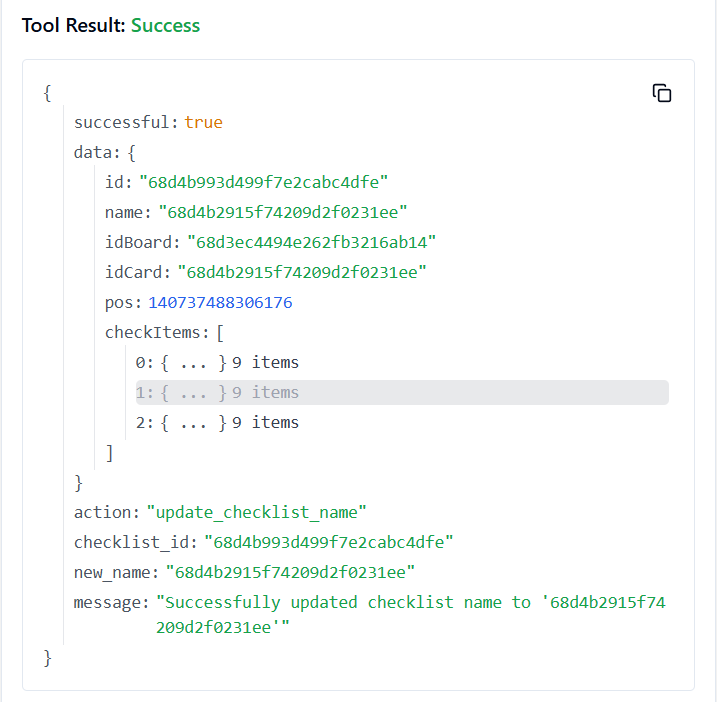 Tool Result: Success
{
successful: true
data: {
id: "68d4b993d499f7e2cabc4dfe"
name: "68d4b2915f74209d2f0231ee"
idBoard: "68d3ec4494e262fb3216ab14"
idCard: "68d4b2915f74209d2f0231ee"
pos: 140737488306176
checkItems: [
0: { ... } 9 items
1: { ... } 9 items
2: { ... } 9 items
]
}
action: "update_checklist_name"
checklist_id: "68d4b993d499f7e2cabc4dfe"
new_name: "68d4b2915f74209d2f0231ee"
message: "Successfully updated checklist name to '68d4b2915f74
209d2f0231ee'"
}